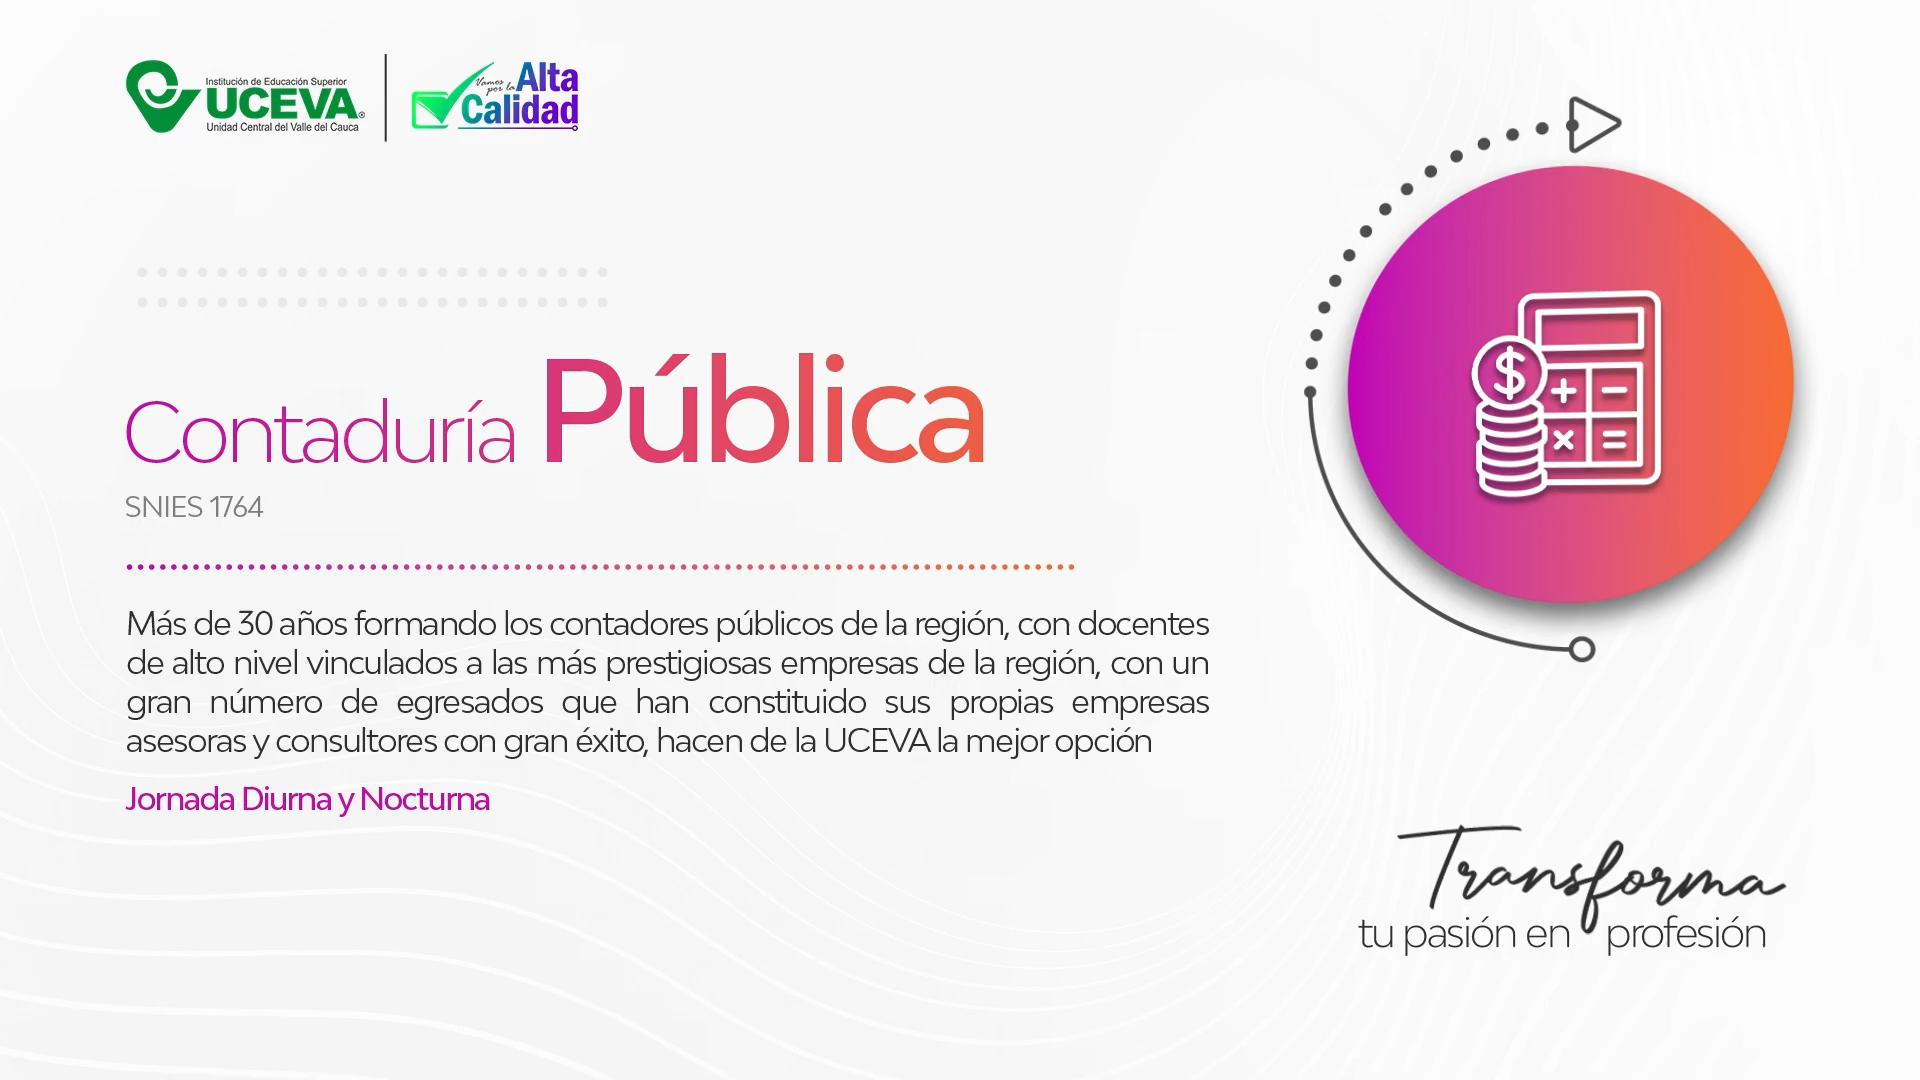 Institución de Educación Superior
UCEVA®
Unidad Central del Valle del Cauca
Vamos por la
Alta
Calidad
Contaduría Pública
SNIES 1764
Más de 30 años formando los contadores públicos de la región, con docentes
de alto nivel vinculados a las más prestigiosas empresas de la región, con un
gran número de egresados que han constituido sus propias empresas
asesoras y consultores con gran éxito, hacen de la UCEVA la mejor opción
Jornada Diurna y Nocturna
Transforma
tu pasión en profesión